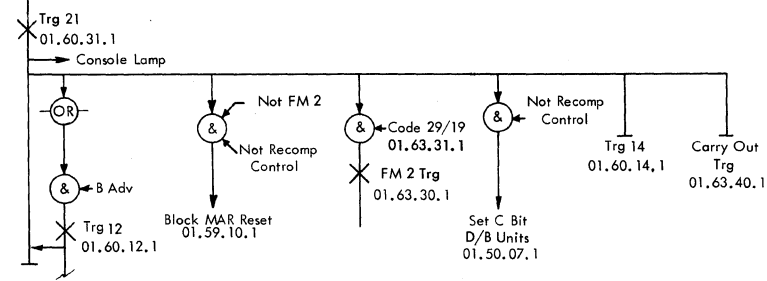 Trg 21
01.60.31.1
Console Lamp
OR
&
B Adv
Trg 12
01.60.12.1
Not FM 2
&
Not Recomp
Control
Block MAR Reset
01.59.10.1
&
Code 29/19
01.63.31.1
FM 2 Trg
01.63.30.1
&
Not Recomp
Control
Set C Bit
D/B Units
01.50.07.1
Trg 14
01.60.14.1
Carry Out
Trg
01.63.40.1